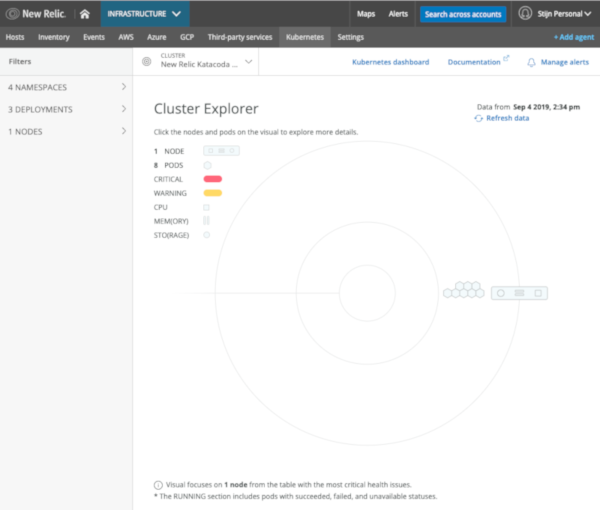 New Relic.
INFRASTRUCTURE
Maps
Alerts
Search across accounts
Stijn Personal
Hosts
Inventory
Events
AWS
Azure
GCP
Third-party services
Kubernetes
Settings
+ Add agent
Filters
CLUSTER
New Relic Katacoda ...
Kubernetes dashboard
Documentation
Manage alerts
4 NAMESPACES
3 DEPLOYMENTS
1 NODES
Cluster Explorer
Data from Sep 4 2019, 2:34 pm
Refresh data
Click the nodes and pods on the visual to explore more details.
1 NODE
8 PODS
CRITICAL
WARNING
CPU
MEM(ORY)
STO(RAGE)
Visual focuses on 1 node from the table with the most critical health issues.
* The RUNNING section includes pods with succeeded, failed, and unavailable statuses.